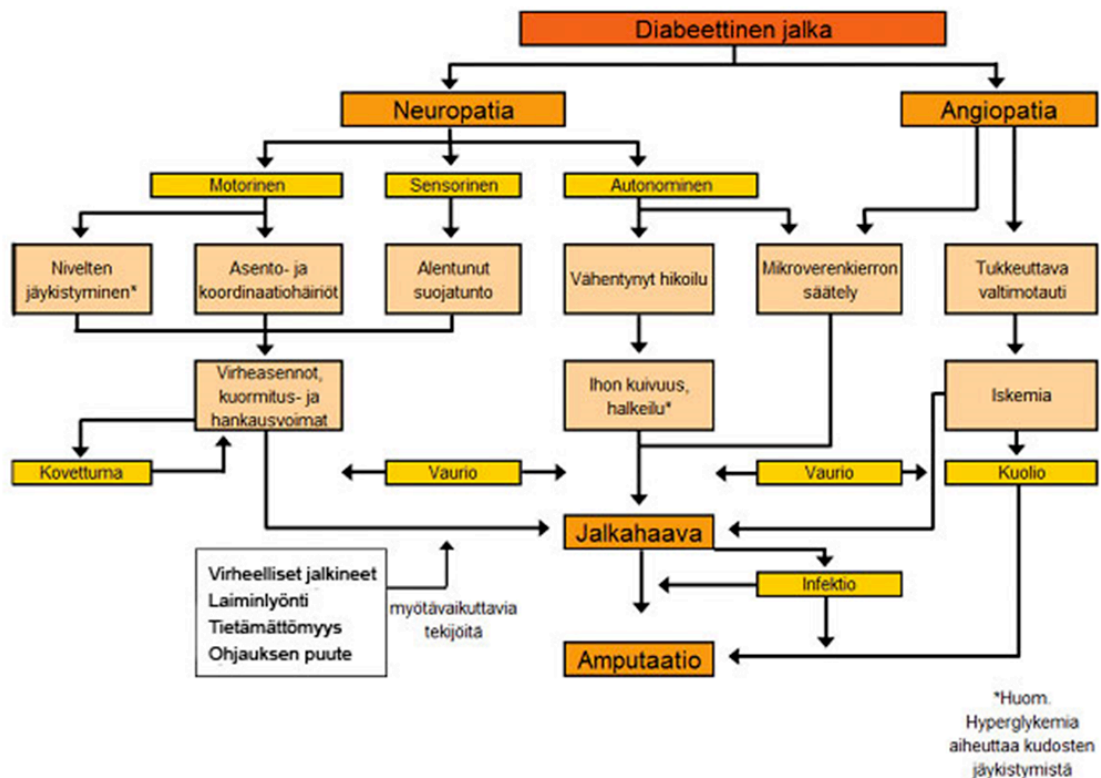 Diabeettinen jalka
Neuropatia
Angiopatia
Motorinen
Sensorinen
Autonominen
Nivelten
jäykistyminen*
Asento- ja
koordinaatiohäiriöt
Alentunut
suojatunto
Vähentynyt hikoilu
Mikroverenkierron
säätely
Tukkeuttava
valtimotauti
Virheasennot,
kuormitus- ja
hankausvoimat
Ihon kuivuus,
halkeilu*
Iskemia
Kovettuma
Vaurio
Vaurio
Kuolio
Jalkahaava
Virheelliset jalkineet
Laiminlyönti
Tietämättömyys
Ohjauksen puute
myötävaikuttavia
tekijöitä
Infektio
Amputaatio
*Huom.
Hyperglykemia
aiheuttaa kudosten
jäykistymistä